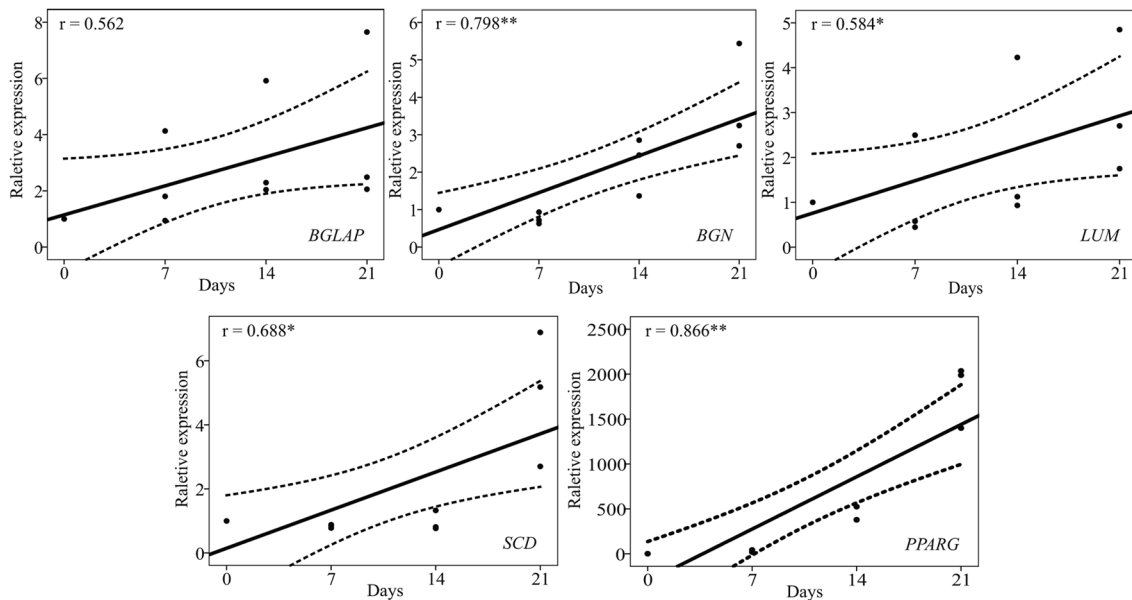 r = 0.562
8
6
4
2
0
Raletive expression
BGLAP
0 7 14 21
Days
r = 0.798**
6
5
4
3
2
1
0
Raletive expression
BGN
0 7 14 21
Days
r = 0.584*
5
4
3
2
1
0
Raletive expression
LUM
0 7 14 21
Days
r = 0.688*
6
4
2
0
Raletive expression
SCD
0 7 14 21
Days
r = 0.866**
2500
2000
1500
1000
500
0
Raletive expression
PPARG
0 7 14 21
Days